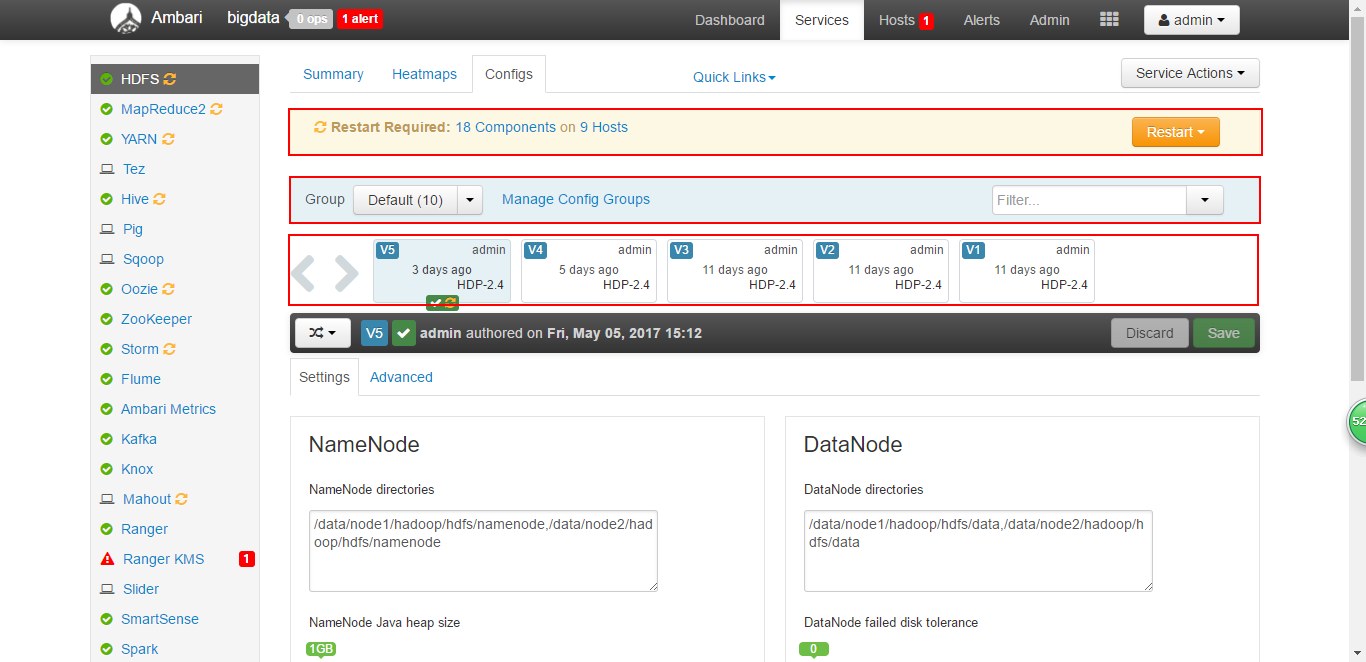 Ambari bigdata 0 ops 1 alert Dashboard Services Hosts 1 Alerts Admin admin
HDFS
MapReduce2
YARN
Tez
Hive
Pig
Sqoop
Oozie
ZooKeeper
Storm
Flume
Ambari Metrics
Kafka
Knox
Mahout
Ranger
Ranger KMS 1
Slider
SmartSense
Spark
Summary Heatmaps Configs Quick Links Service Actions
Restart Required: 18 Components on 9 Hosts Restart
Group Default (10) Manage Config Groups Filter...
V5 admin
3 days ago
HDP-2.4
V4 admin
5 days ago
HDP-2.4
V3 admin
11 days ago
HDP-2.4
V2 admin
11 days ago
HDP-2.4
V1 admin
11 days ago
HDP-2.4
V5 admin authored on Fri, May 05, 2017 15:12 Discard Save
Settings Advanced
NameNode
NameNode directories
/data/node1/hadoop/hdfs/namenode,/data/node2/had
oop/hdfs/namenode
NameNode Java heap size
1GB
DataNode
DataNode directories
/data/node1/hadoop/hdfs/data,/data/node2/hadoop/h
dfs/data
DataNode failed disk tolerance
0
52